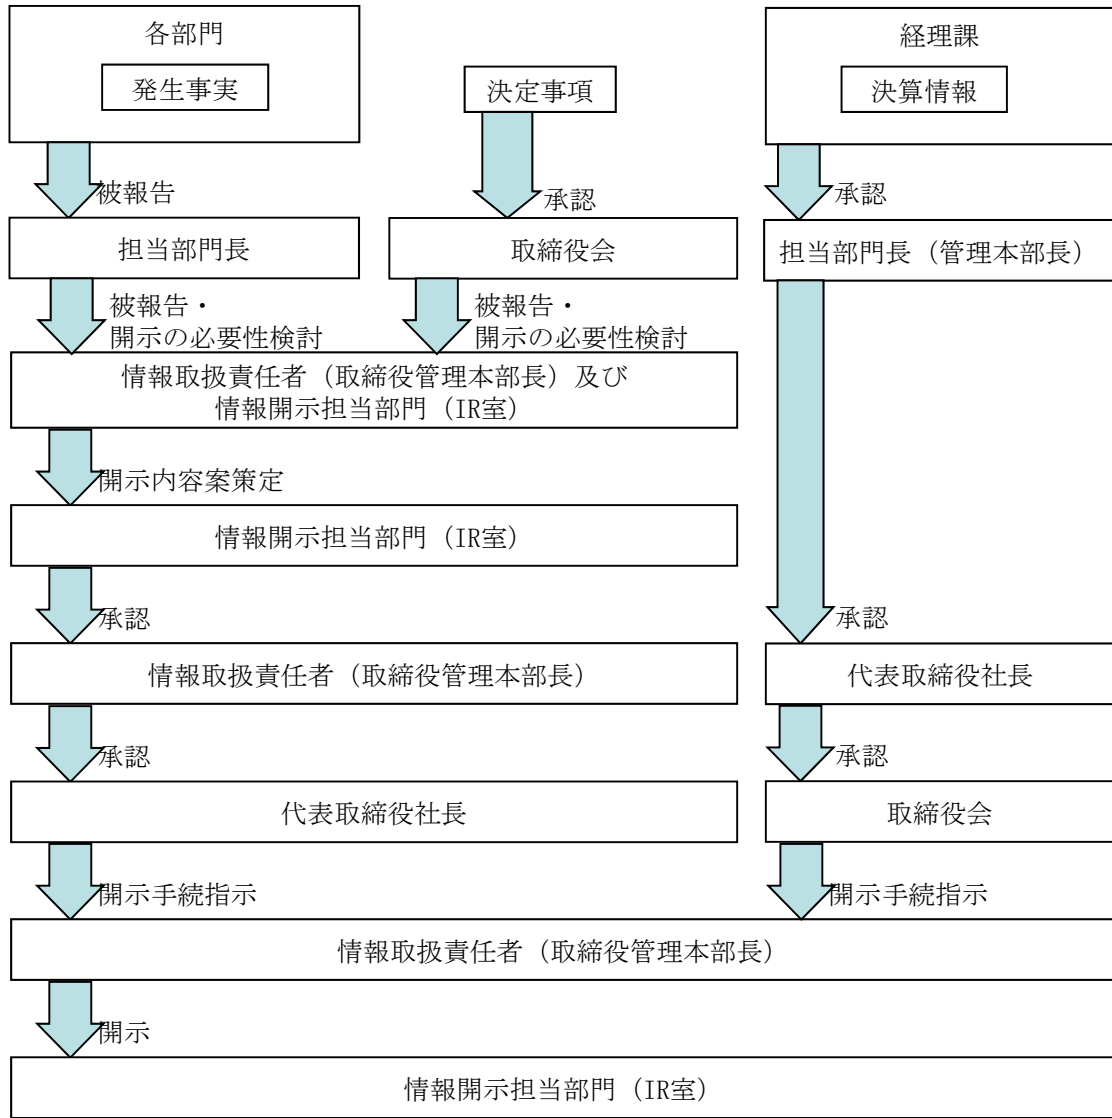 各部門
発生事実
決定事項
経理課
決算情報
被報告
承認
承認
担当部門長
取締役会
担当部門長（管理本部長）
被報告・
開示の必要性検討
被報告・
開示の必要性検討
情報取扱責任者（取締役管理本部長）及び
情報開示担当部門（IR室）
開示内容案策定
情報開示担当部門（IR室）
承認
承認
情報取扱責任者（取締役管理本部長）
代表取締役社長
承認
承認
代表取締役社長
取締役会
開示手続指示
開示手続指示
情報取扱責任者（取締役管理本部長）
開示
情報開示担当部門（IR室）